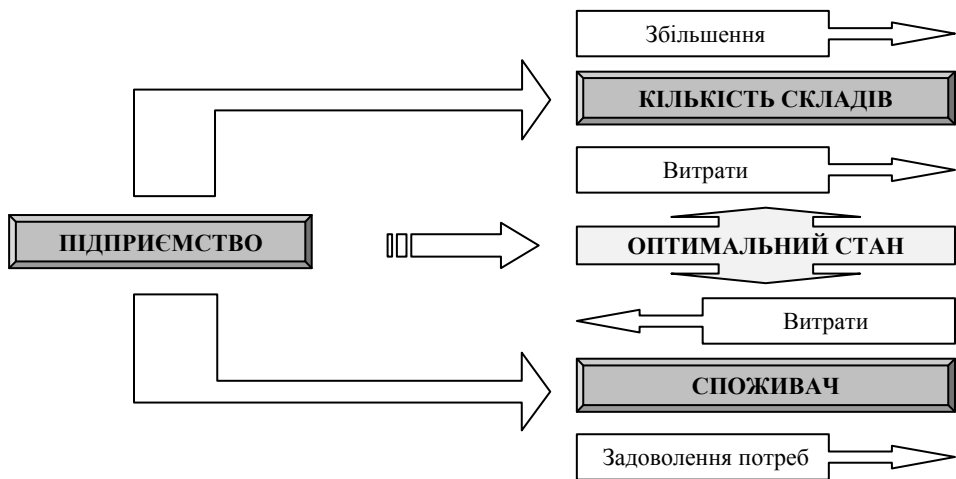 Збільшення
КІЛЬКІСТЬ СКЛАДІВ
Витрати
ПІДПРИЄМСТВО
ОПТИМАЛЬНИЙ СТАН
Витрати
СПОЖИВАЧ
Задоволення потреб